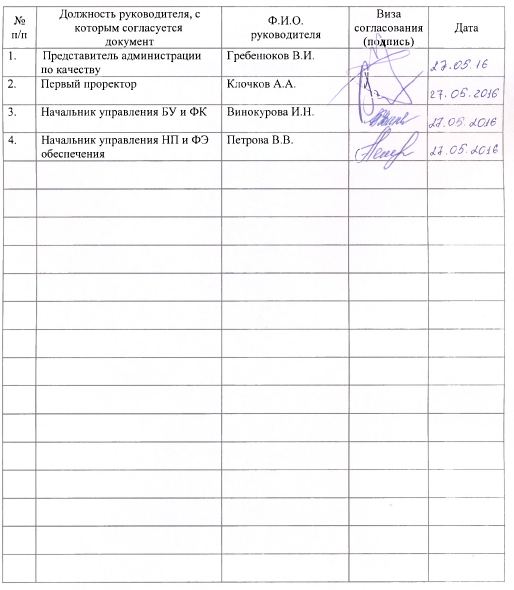 № п/п
Должность руководителя, с которым согласуется документ
Ф.И.О. руководителя
Виза согласования (подпись)
Дата
1. Представитель администрации по качеству Гребенюков В.И. 27.05.16
2. Первый проректор Клочков А.А. 27.05.2016
3. Начальник управления БУ и ФК Винокурова И.Н. 27.05.2016
4. Начальник управления НП и ФЭ обеспечения Петрова В.В. 27.05.2016